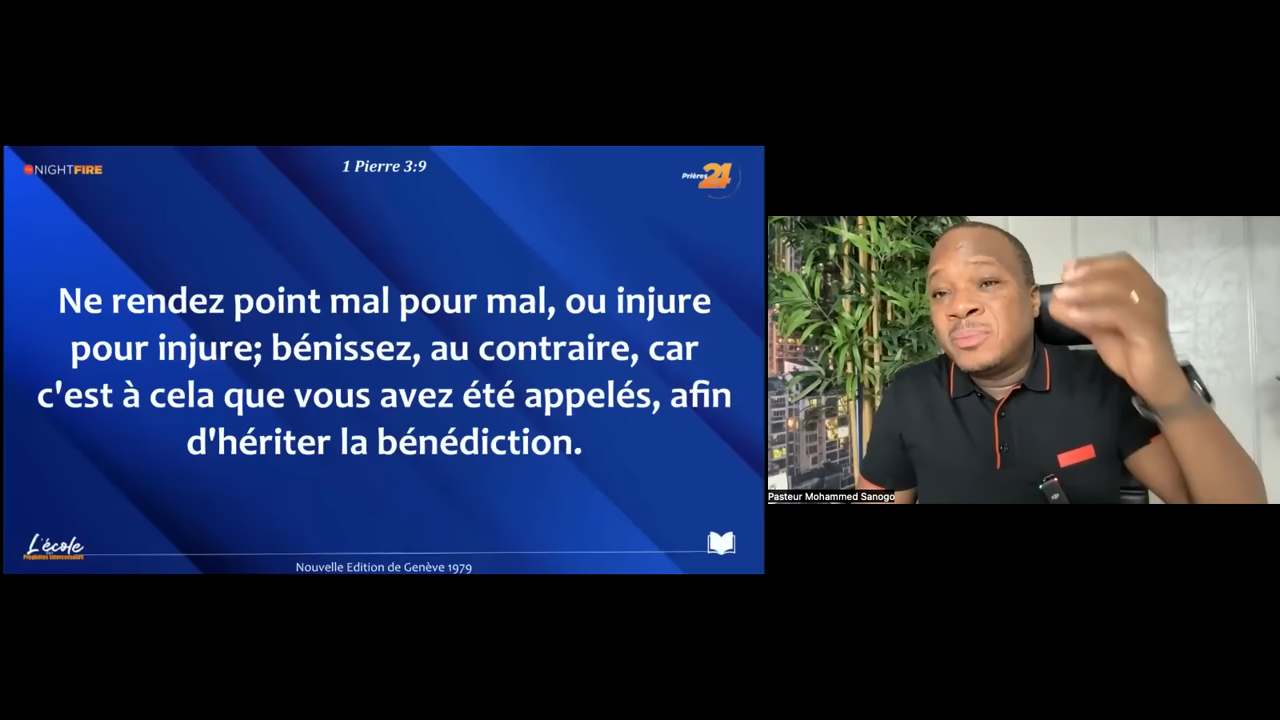 NIGHTFIRE
1 Pierre 3:9
Prières 24
Ne rendez point mal pour mal, ou injure
pour injure; bénissez, au contraire, car
c'est à cela que vous avez été appelés, afin
d'hériter la bénédiction.
L'école
Nouvelle Edition de Genève 1979
Pasteur Mohammed Sanogo